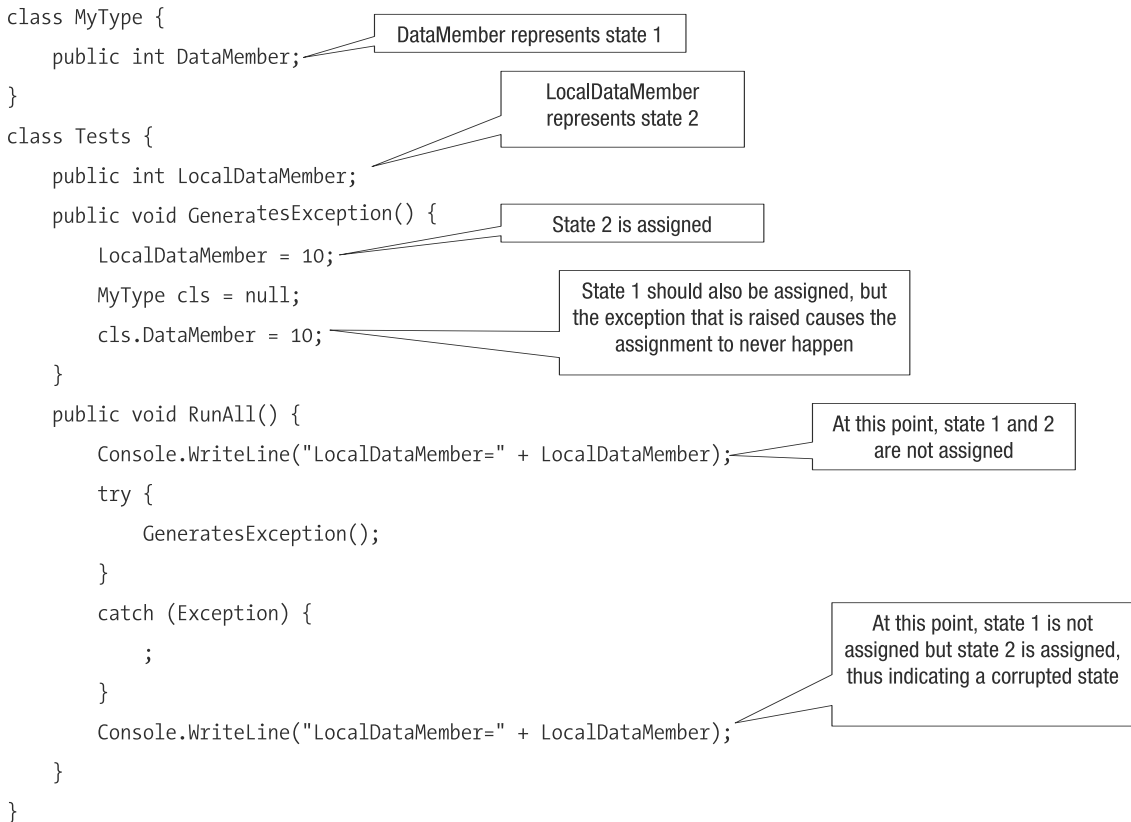 class MyType {
DataMember represents state 1
public int DataMember;
}
LocalDataMember
represents state 2
class Tests {
public int LocalDataMember;
public void GeneratesException() {
State 2 is assigned
LocalDataMember = 10;
MyType cls = null;
State 1 should also be assigned, but
the exception that is raised causes the
assignment to never happen
cls.DataMember = 10;
}
public void RunAll() {
At this point, state 1 and 2
are not assigned
Console.WriteLine("LocalDataMember=" + LocalDataMember);
try {
GeneratesException();
}
catch (Exception) {
;
}
At this point, state 1 is not
assigned but state 2 is assigned,
thus indicating a corrupted state
Console.WriteLine("LocalDataMember=" + LocalDataMember);
}
}